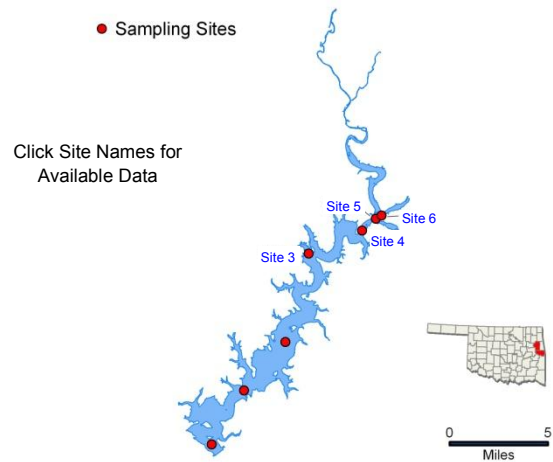 Sampling Sites
Click Site Names for
Available Data
Site 5
Site 6
Site 4
Site 3
0 5
Miles